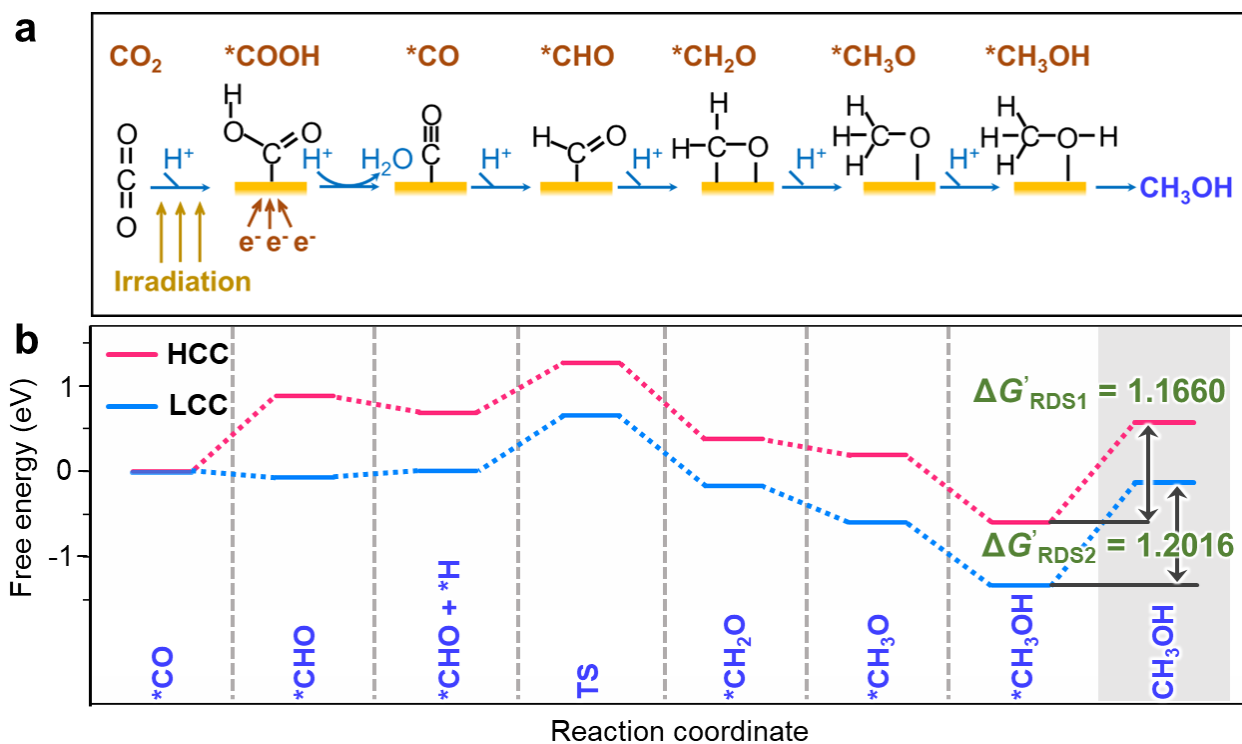 a
CO₂ *COOH *CO *CHO *CH₂O *CH₃O *CH₃OH
O
C
O
H⁺
H
O
O
C
H⁺
H₂O
O
C
H⁺
H
O
C
H⁺
H
H
C
O
H⁺
H
H
C
O
H
H⁺
H
H
C
O
H
H
CH₃OH
e⁻ e⁻ e⁻
Irradiation
b
HCC
LCC
Free energy (eV)
1
0
-1
ΔG'RDS1 = 1.1660
ΔG'RDS2 = 1.2016
*CO
*CHO
*CHO + *H
TS
*CH₂O
*CH₃O
*CH₃OH
CH₃OH
Reaction coordinate